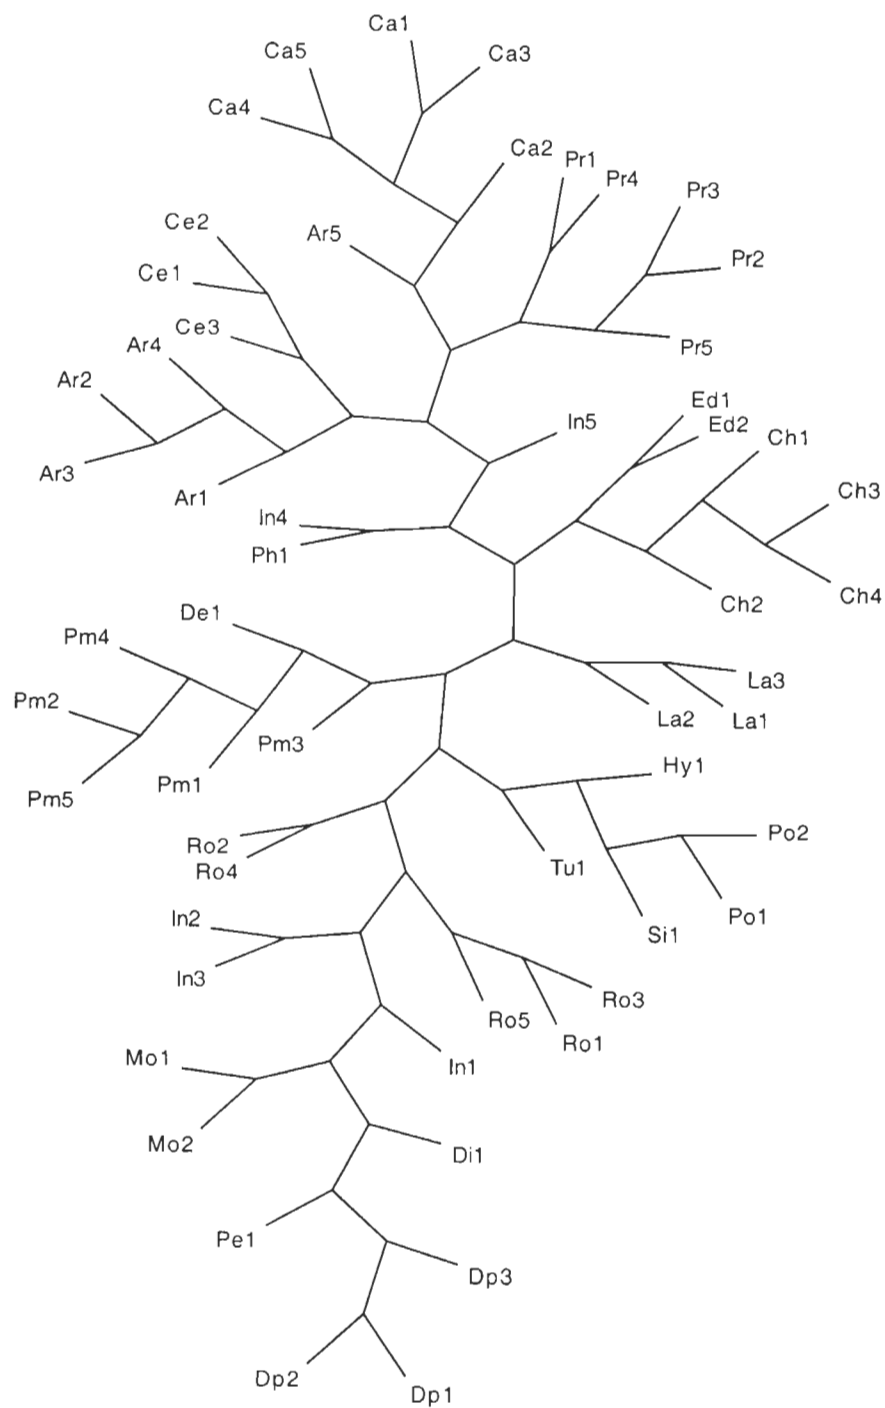 Ca1
Ca5
Ca3
Ca4
Ca2
Pr1
Pr4
Pr3
Ce2
Ar5
Pr2
Ce1
Ce3
Ar4
Pr5
Ar2
Ed1
In5
Ed2
Ch1
Ar3
Ar1
Ch3
In4
Ph1
Ch4
Ch2
De1
Pm4
La3
Pm2
La2
La1
Pm3
Hy1
Pm1
Pm5
Po2
Ro2
Tu1
Ro4
In2
Po1
Si1
In3
Ro3
Ro5
Ro1
Mo1
In1
Mo2
Di1
Pe1
Dp3
Dp2
Dp1